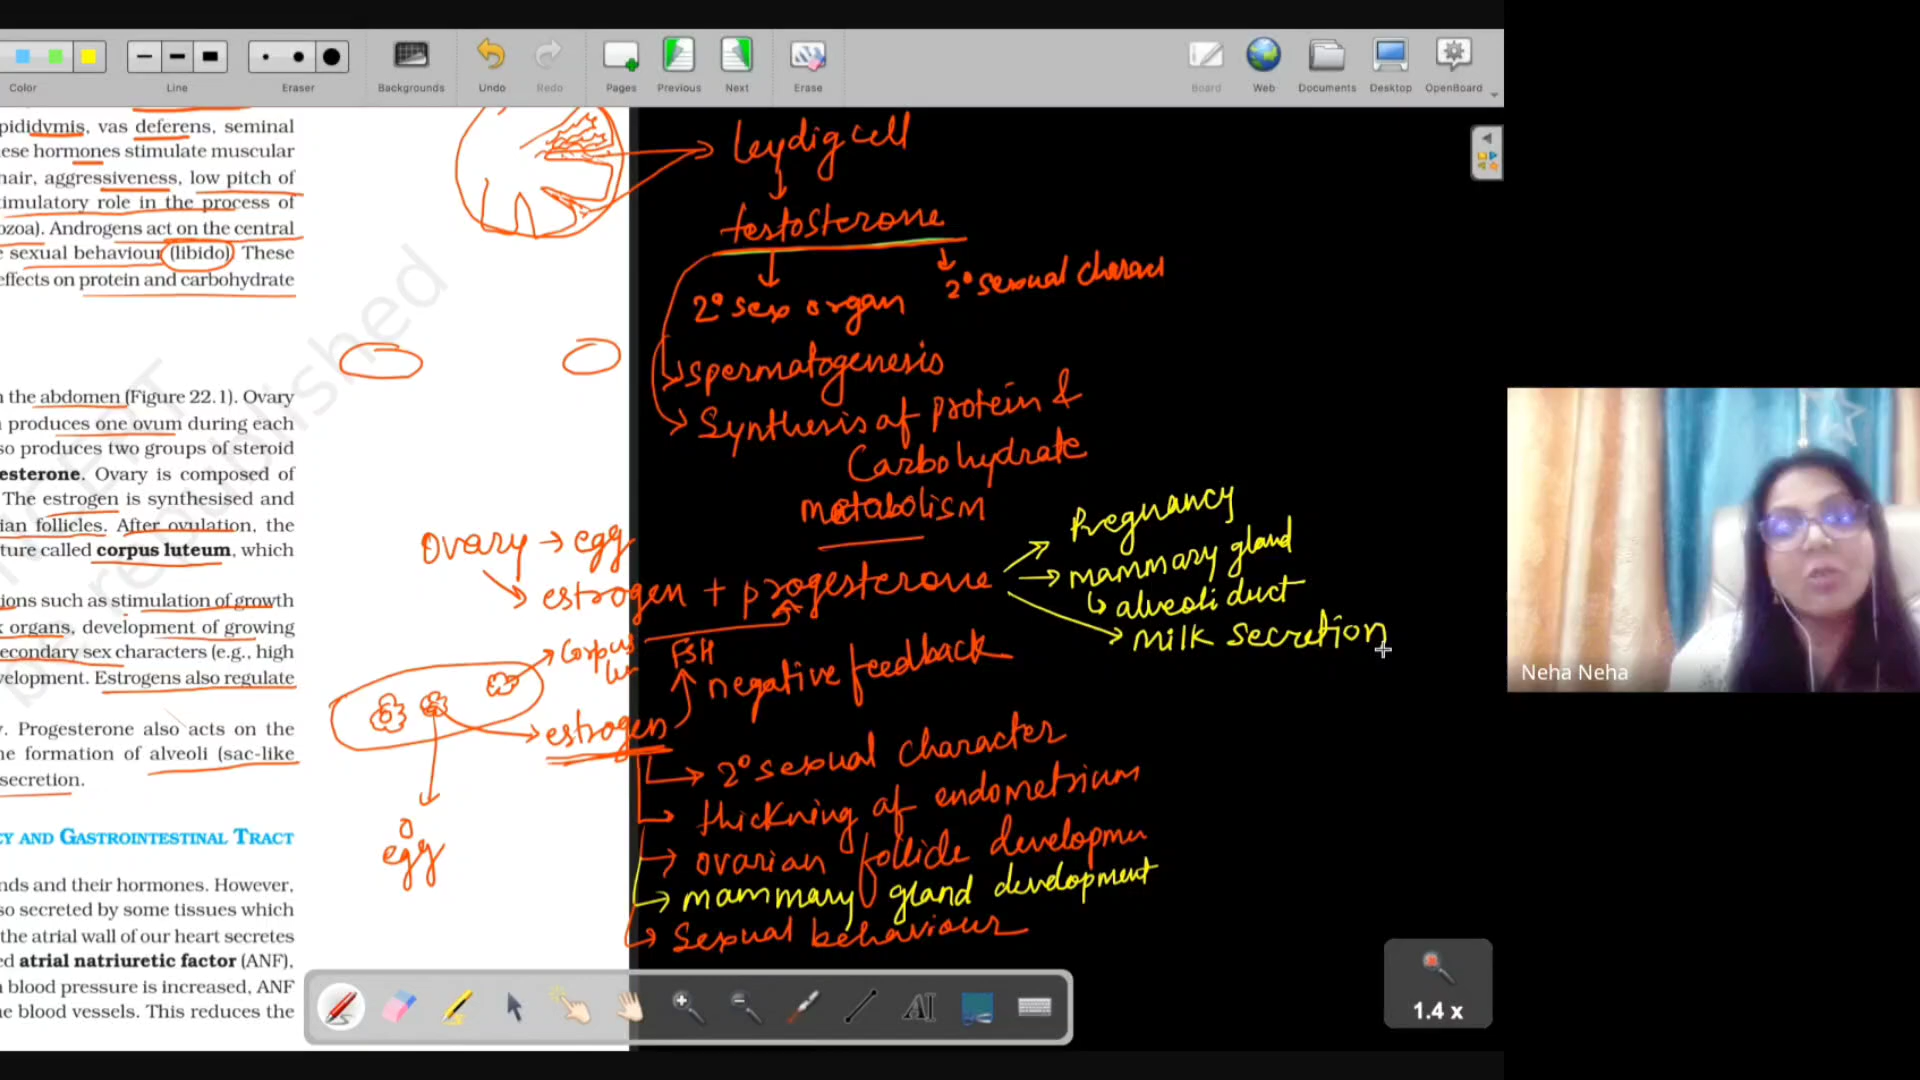 Color
Line
Eraser
Backgrounds
Undo
Redo
Pages
Previous
Next
Erase
Board
Web
Documents
Desktop
OpenBoard
pididymis, vas deferens, seminal
ese hormones stimulate muscular
hair, aggressiveness, low pitch of
timulatory role in the process of
ozoa). Androgens act on the central
e sexual behaviour (libido). These
effects on protein and carbohydrate
n the abdomen (Figure 22.1). Ovary
n produces one ovum during each
so produces two groups of steroid
esterone. Ovary is composed of
The estrogen is synthesised and
ian follicles. After ovulation, the
ture called corpus luteum, which
ions such as stimulation of growth
x organs, development of growing
econdary sex characters (e.g., high
velopment. Estrogens also regulate
y. Progesterone also acts on the
he formation of alveoli (sac-like
secretion.
CY AND GASTROINTESTINAL TRACT
nds and their hormones. However,
so secreted by some tissues which
the atrial wall of our heart secretes
ed atrial natriuretic factor (ANF),
n blood pressure is increased, ANF
he blood vessels. This reduces the
republished
leydig cell
testosterone
2° sex organ
2° sexual charact
spermatogenesis
Synthesis of protein &
Carbohydrate
metabolism
Ovary → egg
estrogen + progesterone
Pregnancy
mammary gland
alveoli duct
milk secretion
Corpus
lu
FSH
negative feedback
estrogen
egg
2° sexual character
thickning of endometrium
ovarian follicle developme
mammary gland development
Sexual behaviour
Neha Neha
1.4 x